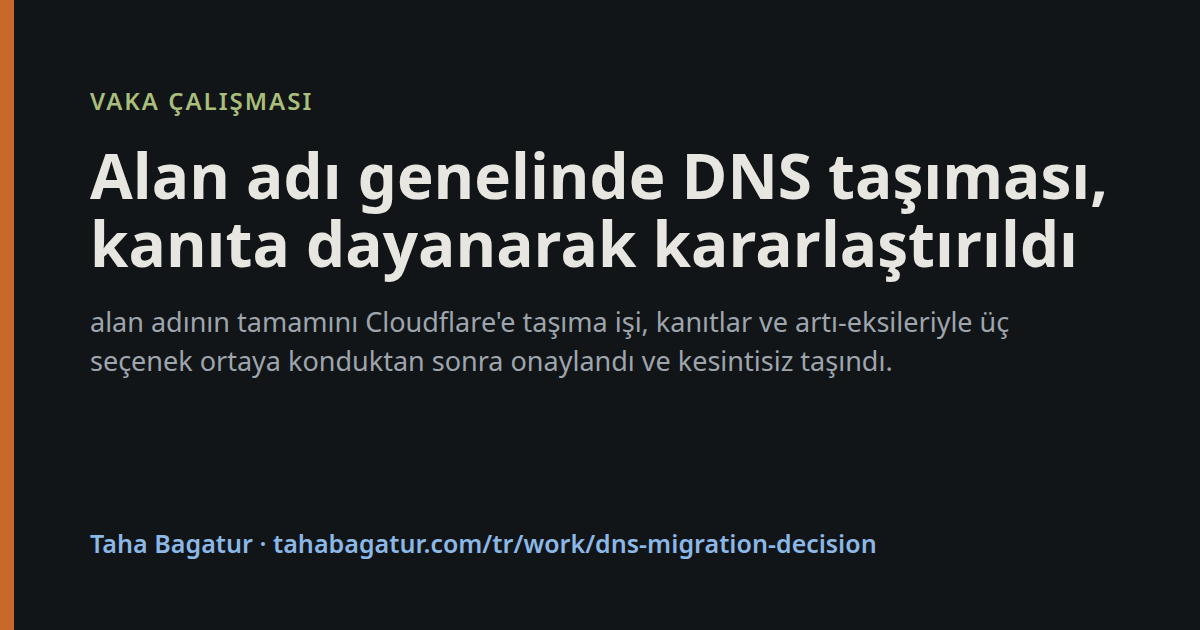 VAKA ÇALIŞMASI
Alan adı genelinde DNS taşıması,
kanıta dayanarak kararlaştırıldı
alan adının tamamını Cloudflare'e taşıma işi, kanıtlar ve artı-eksileriyle üç
seçenek ortaya konduktan sonra onaylandı ve kesintisiz taşındı.
Taha Bagatur · tahabagatur.com/tr/work/dns-migration-decision